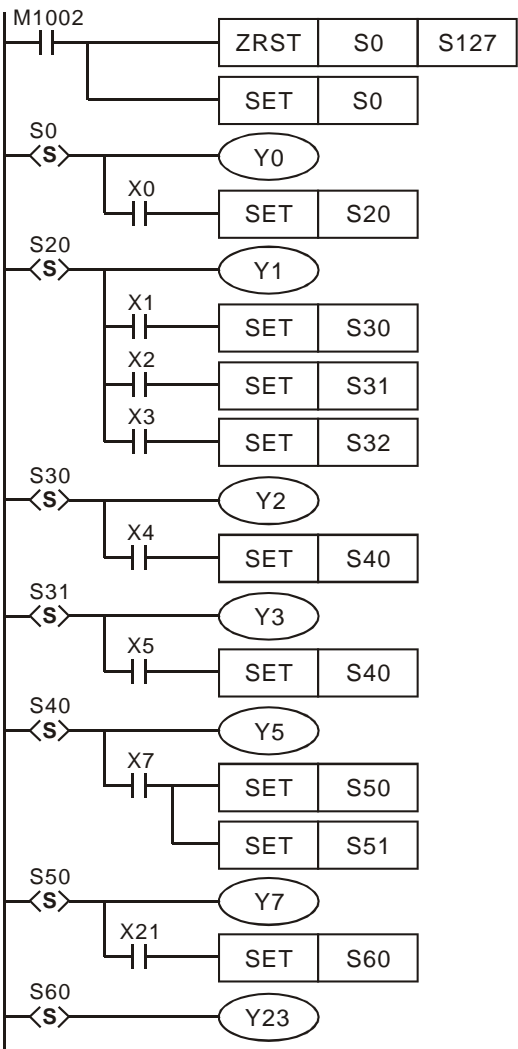 M1002
ZRST S0 S127
SET S0
S0
S Y0
X0
SET S20
S20
S Y1
X1
SET S30
X2
SET S31
X3
SET S32
S30
S Y2
X4
SET S40
S31
S Y3
X5
SET S40
S40
S Y5
X7
SET S50
SET S51
S50
S Y7
X21
SET S60
S60
S Y23